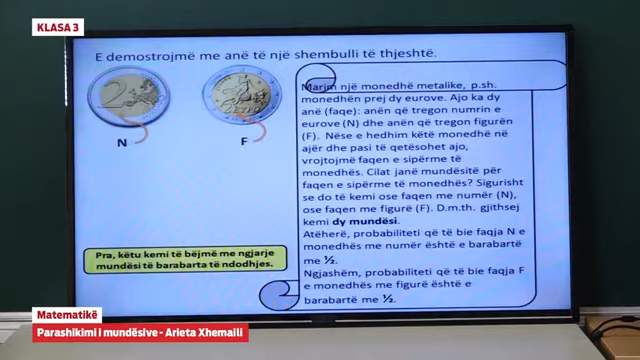 KLASA 3
E demostrojmë me anë të një shembulli të thjeshtë.
N
F
Marim një monedhë metalike, p.sh.
monedhën prej dy eurove. Ajo ka dy
anë (faqe): anën që tregon numrin e
eurove (N) dhe anën që tregon figurën
(F). Nëse e hedhim këtë monedhë në
ajër dhe pasi të qetësohet ajo,
vrojtojmë faqen e sipërme të
monedhës. Cilat janë mundësitë për
faqen e sipërme të monedhës? Sigurisht
se do të kemi ose faqen me numër (N),
ose faqen me figurë (F). D.m.th. gjithsej
kemi dy mundësi.
Atëherë, probabiliteti që të bie faqja N e
monedhës me numër është e barabartë
me ½.
Ngjashëm, probabiliteti që të bie faqja F
e monedhës me figurë është e
barabartë me ½.
Pra, këtu kemi të bëjmë me ngjarje
mundësi të barabarta të ndodhjes.
Matematikë
Parashikimi i mundësive - Arieta Xhemaili